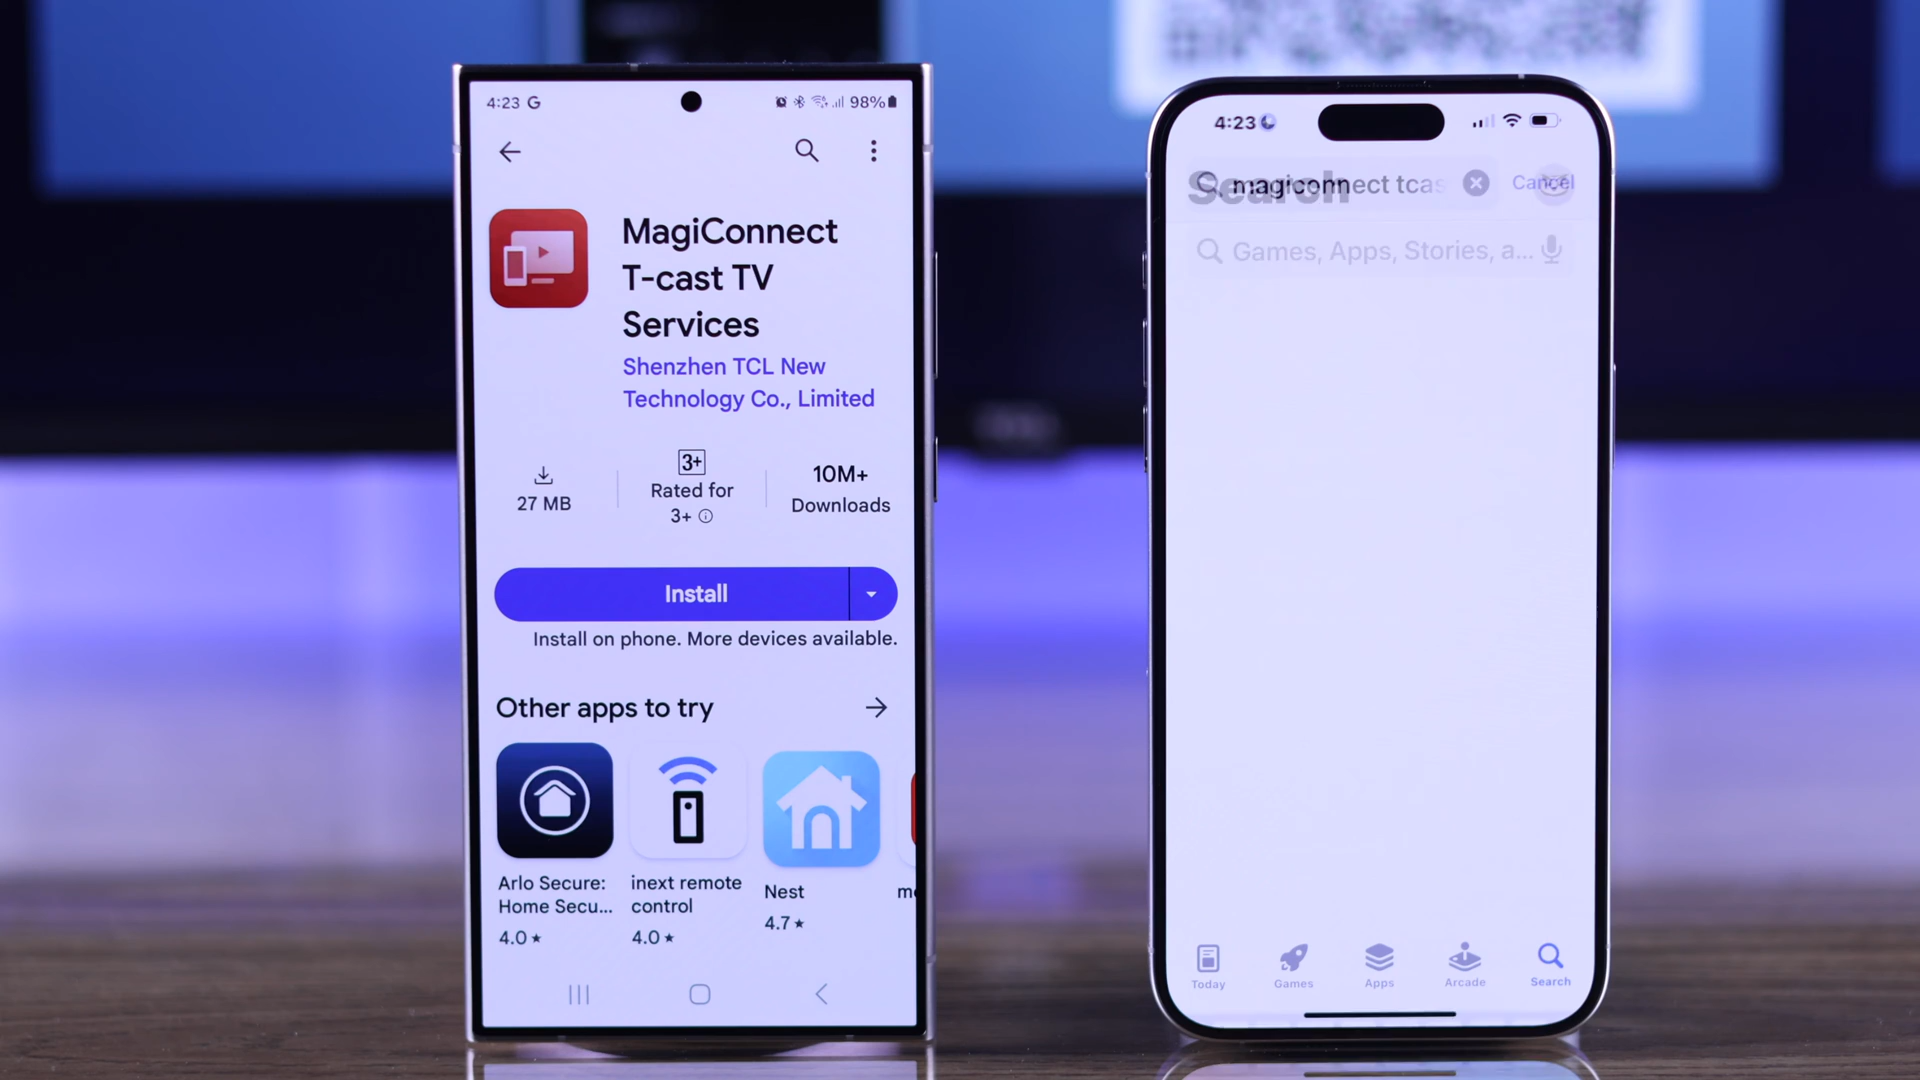 4:23 G
98%
MagiConnect
T-cast TV
Services
Shenzhen TCL New
Technology Co., Limited
27 MB
3+
Rated for
3+
10M+
Downloads
Install
Install on phone. More devices available.
Other apps to try
Arlo Secure:
Home Secu...
4.0 ★
inext remote
control
4.0 ★
Nest
4.7 ★
4:23
Search
magiconnect tcas
Cancel
Games, Apps, Stories, a...
Today
Games
Apps
Arcade
Search